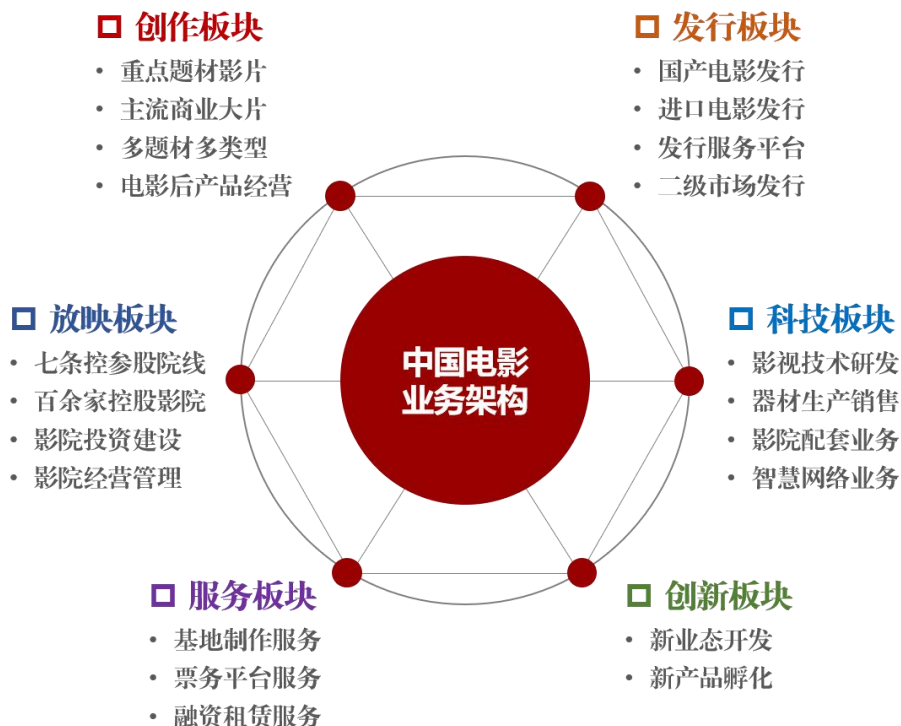 创作板块
• 重点题材影片
• 主流商业大片
• 多题材多类型
• 电影后产品经营
发行板块
• 国产电影发行
• 进口电影发行
• 发行服务平台
• 二级市场发行
放映板块
• 七条控参股院线
• 百余家控股影院
• 影院投资建设
• 影院经营管理
中国电影
业务架构
科技板块
• 影视技术研发
• 器材生产销售
• 影院配套业务
• 智慧网络业务
服务板块
• 基地制作服务
• 票务平台服务
• 融资租赁服务
创新板块
• 新业态开发
• 新产品孵化